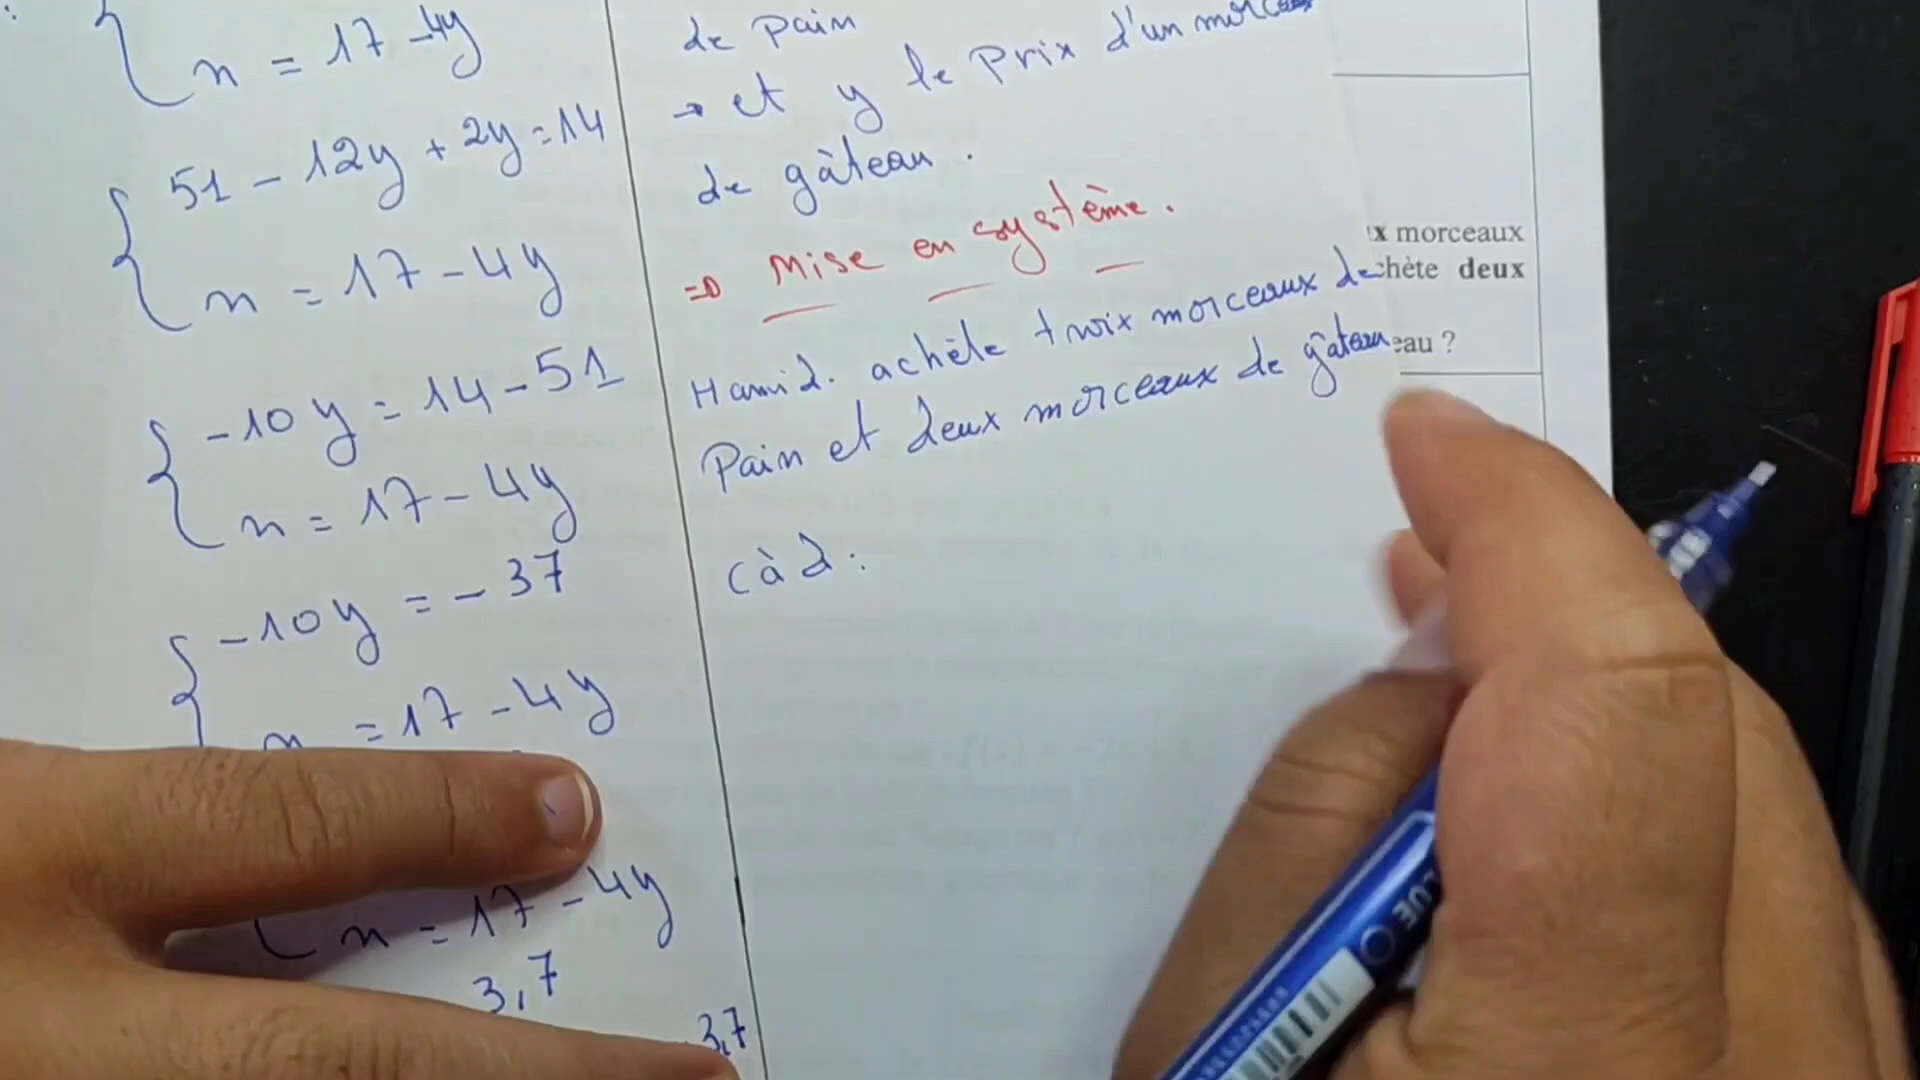 x = 17 - 4y
51 - 12y + 2y = 14
x = 17 - 4y
-10y = 14 - 51
x = 17 - 4y
-10y = -37
x = 17 - 4y
x = 17 - 4y
3,7
3,7
de pain
→ et y le prix d'un morceau
de gâteau.
⇒ Mise en système.
Hamid. achète trois morceaux de
Pain et deux morceaux de gâteau
càd:
x morceaux
chète deux
eau ?
LUE